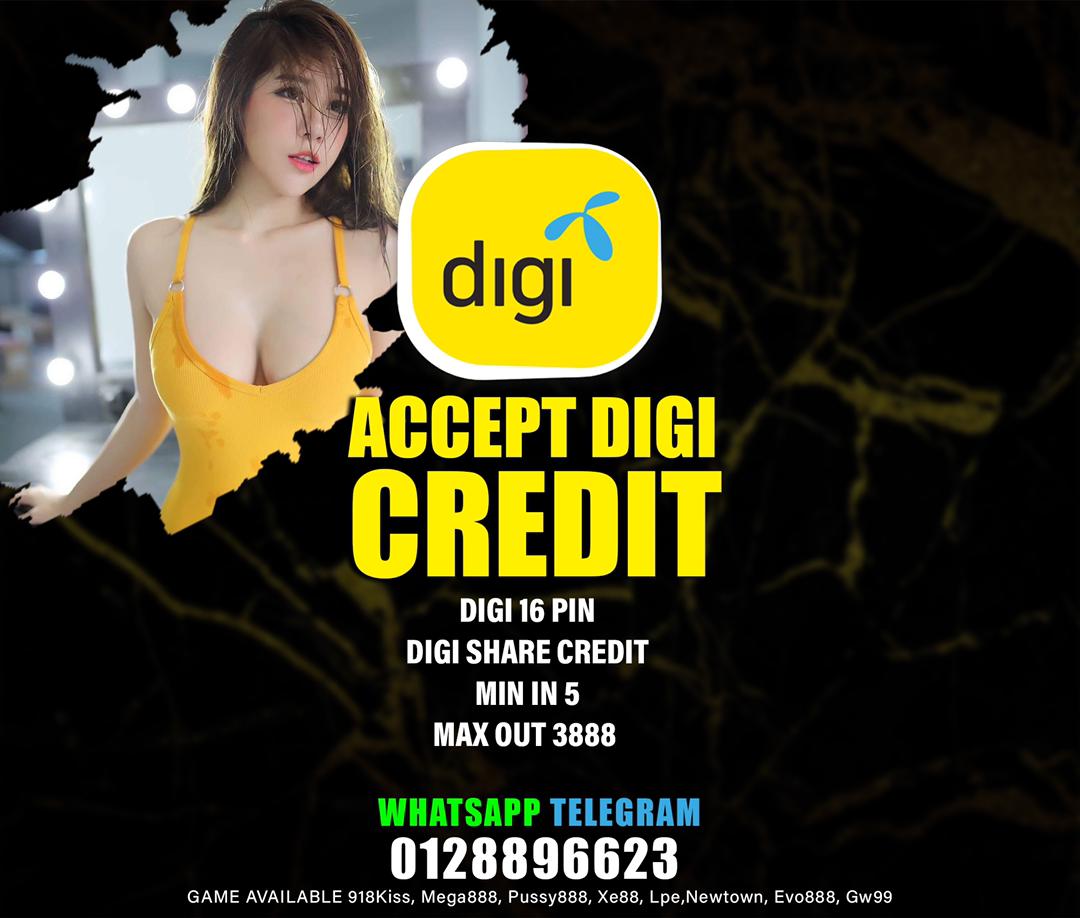 digi
ACCEPT DIGI
CREDIT
DIGI 16 PIN
DIGI SHARE CREDIT
MIN IN 5
MAX OUT 3888
WHATSAPP TELEGRAM
0128896623
GAME AVAILABLE 918Kiss, Mega888, Pussy888, Xe88, Lpe,Newtown, Evo888, Gw99